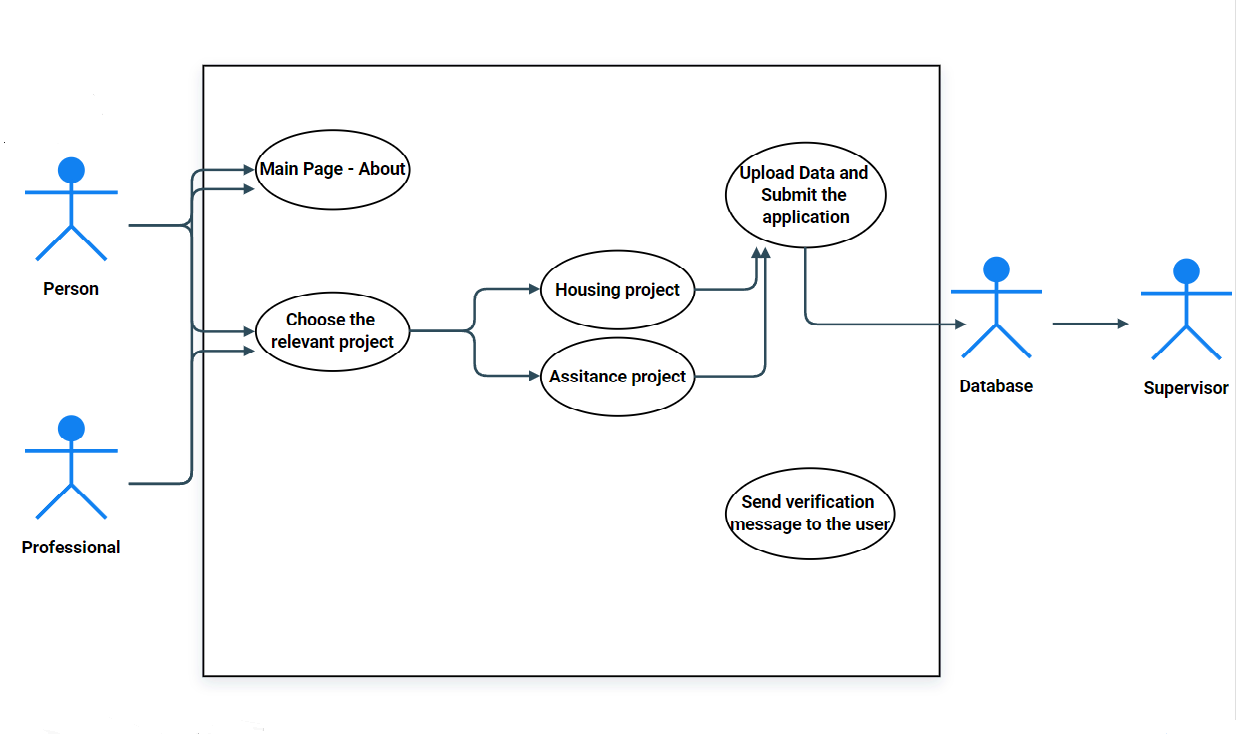 Main Page - About
Upload Data and
Submit the
application
Person
Housing project
Choose the
relevant project
Assitance project
Database
Supervisor
Send verification
message to the user
Professional